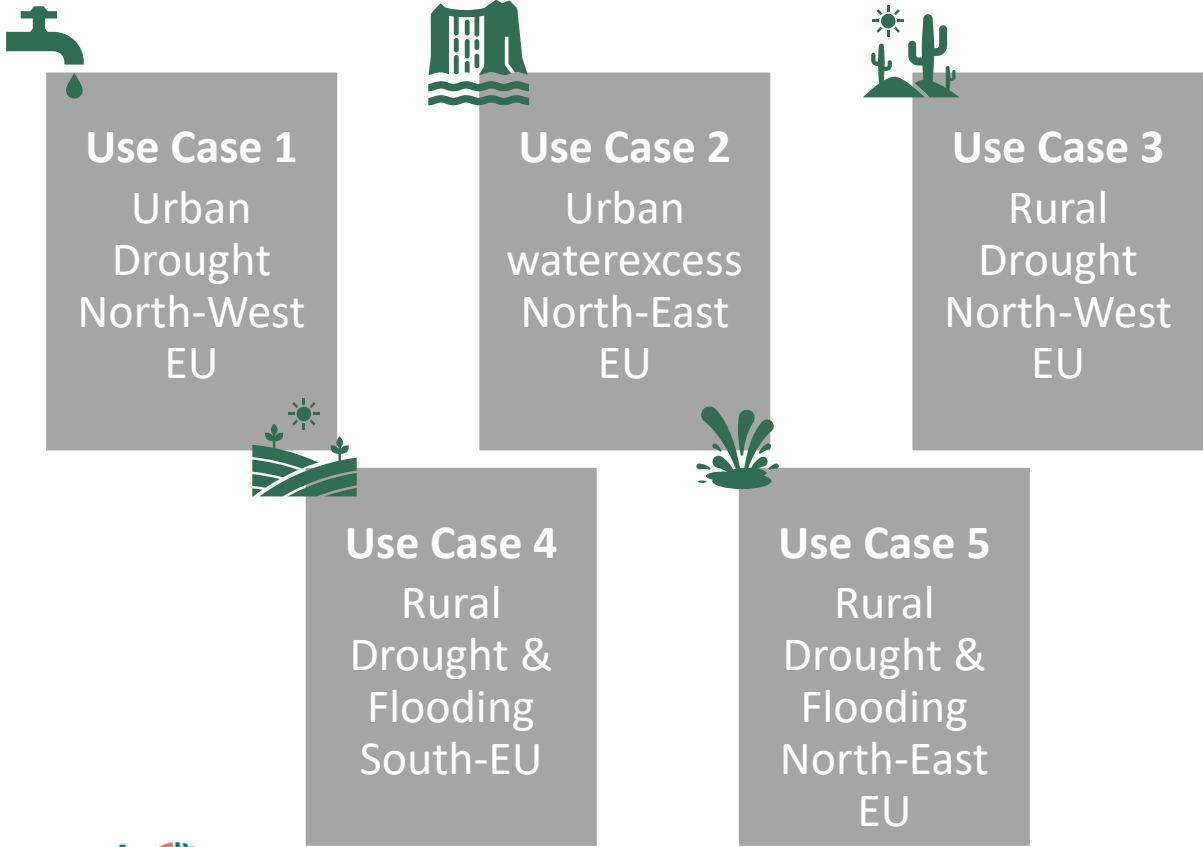 Use Case 1
Urban
Drought
North-West
EU
Use Case 2
Urban
waterexcess
North-East
EU
Use Case 3
Rural
Drought
North-West
EU
Use Case 4
Rural
Drought &
Flooding
South-EU
Use Case 5
Rural
Drought &
Flooding
North-East
EU